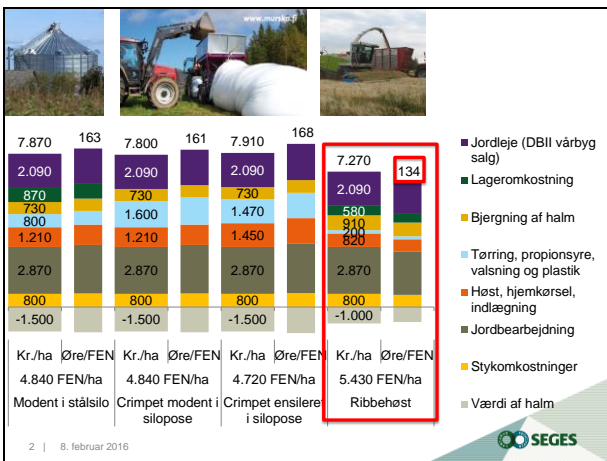 www.murska.fi
7.870 163 7.800 161 7.910 168 7.270 134
2.090 2.090 2.090 2.090
870 580
730 730 730 910
800 1.600 1.470 200
1.210 1.210 1.450 820
2.870 2.870 2.870 2.870
800 800 800 800
-1.500 -1.500 -1.500 -1.000
Kr./ha Øre/FEN Kr./ha Øre/FEN Kr./ha Øre/FEN Kr./ha Øre/FEN
4.840 FEN/ha 4.840 FEN/ha 4.720 FEN/ha 5.430 FEN/ha
Modent i stålsilo Crimpet modent i Crimpet ensileret Ribbehøst
silopose i silopose
Jordleje (DBII vårbyg
salg)
Lageromkostning
Bjergning af halm
Tørring, propionsyre,
valsning og plastik
Høst, hjemkørsel,
indlægning
Jordbearbejdning
Stykomkostninger
Værdi af halm
2 | 8. februar 2016
SEGES